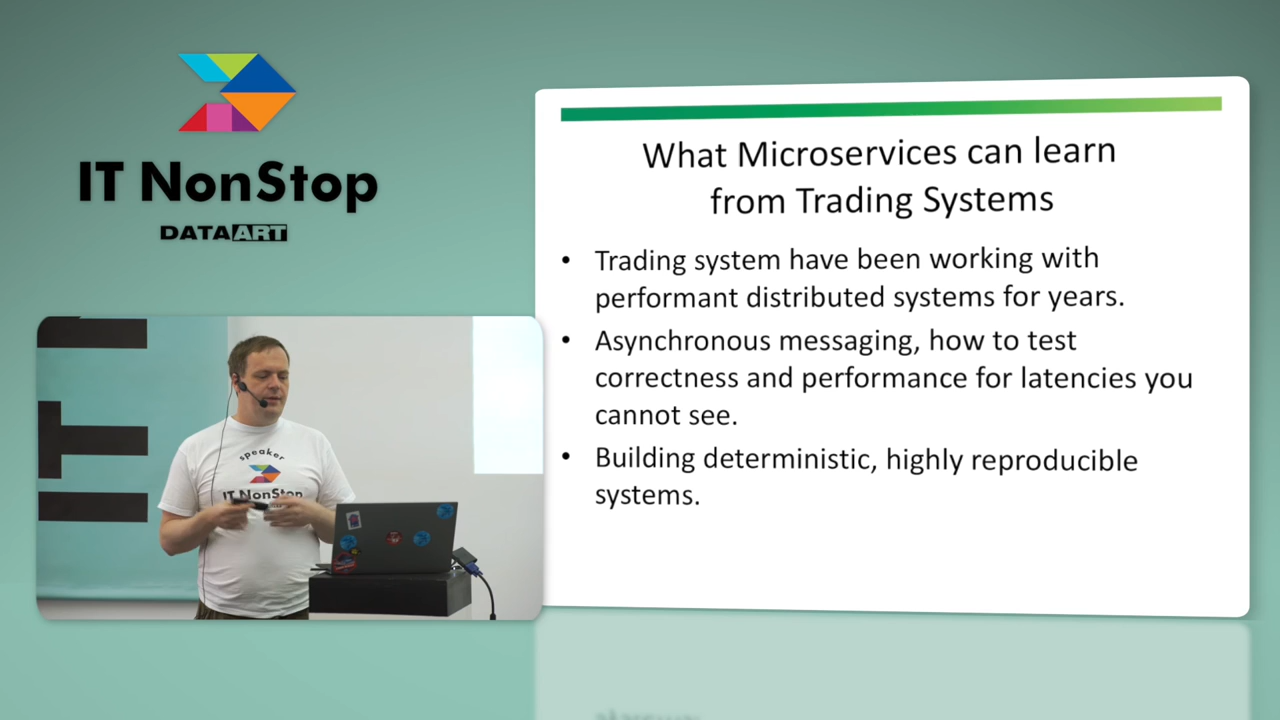 IT NonStop
DATAART
What Microservices can learn
from Trading Systems
• Trading system have been working with
performant distributed systems for years.
• Asynchronous messaging, how to test
correctness and performance for latencies you
cannot see.
• Building deterministic, highly reproducible
systems.
speaker
IT NonStop